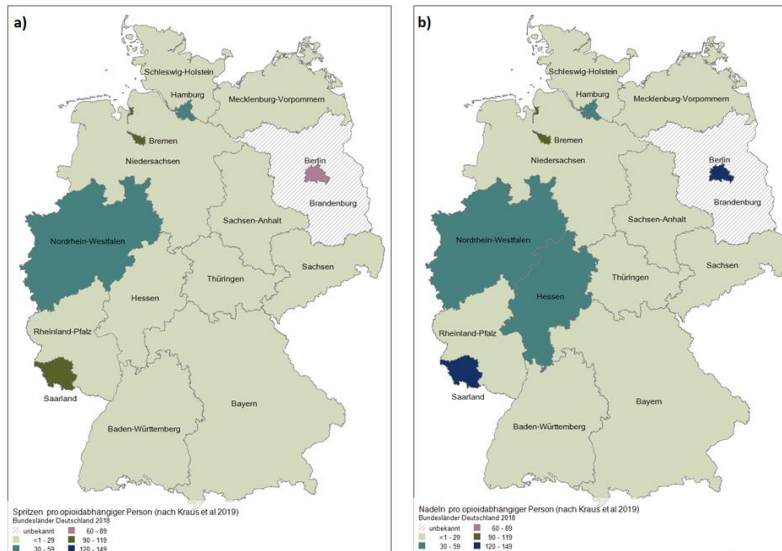 a)
Schleswig-Holstein
Hamburg
Mecklenburg-Vorpommern
Bremen
Niedersachsen
Berlin
Brandenburg
Sachsen-Anhalt
Nordrhein-Westfalen
Sachsen
Thüringen
Hessen
Rheinland-Pfalz
Saarland
Bayern
Baden-Württemberg
Spritzen pro opioidabhängiger Person (nach Kraus et al 2019)
Bundesländer Deutschland 2018
unbekannt 60 - 89
<1 - 29 90 - 119
30 - 59 120 - 149
b)
Schleswig-Holstein
Hamburg
Mecklenburg-Vorpommern
Bremen
Niedersachsen
Berlin
Brandenburg
Sachsen-Anhalt
Nordrhein-Westfalen
Sachsen
Thüringen
Hessen
Rheinland-Pfalz
Saarland
Bayern
Baden-Württemberg
Nadeln pro opioidabhängiger Person (nach Kraus et al 2019)
Bundesländer Deutschland 2018
unbekannt 60 - 89
<1 - 29 90 - 119
30 - 59 120 - 149